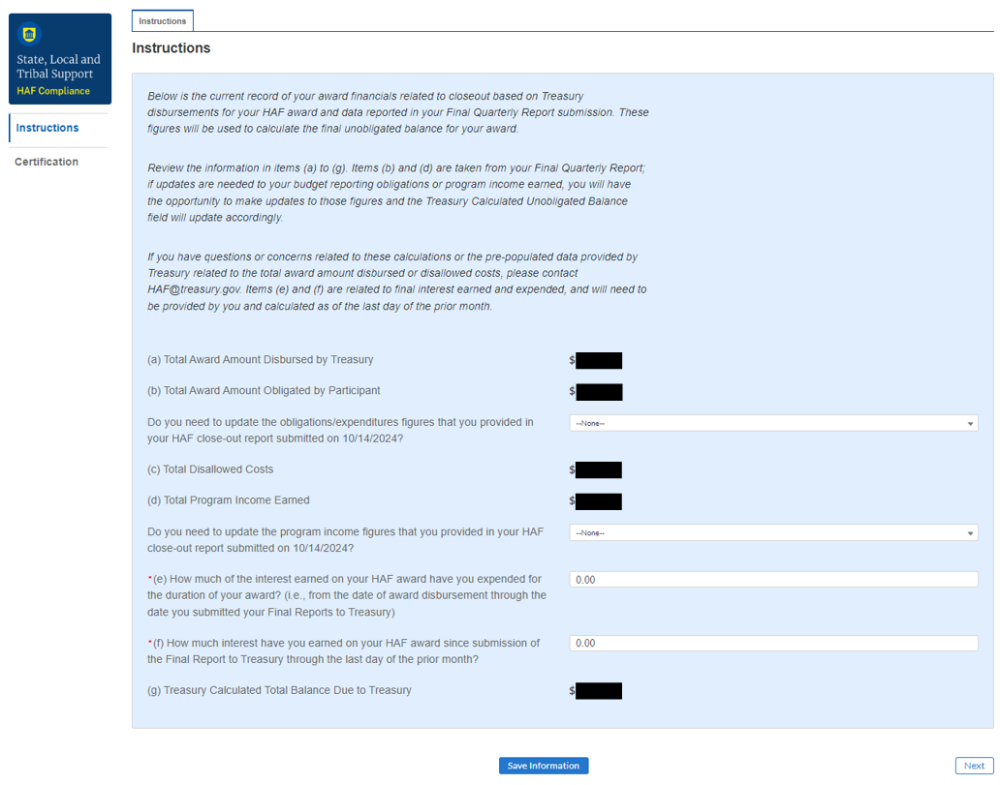 Instructions
State, Local and
Tribal Support
HAF Compliance
Instructions
Certification
Instructions
Below is the current record of your award financials related to closeout based on Treasury
disbursements for your HAF award and data reported in your Final Quarterly Report submission. These
figures will be used to calculate the final unobligated balance for your award.
Review the information in items (a) to (g). Items (b) and (d) are taken from your Final Quarterly Report;
if updates are needed to your budget reporting obligations or program income earned, you will have
the opportunity to make updates to those figures and the Treasury Calculated Unobligated Balance
field will update accordingly.
If you have questions or concerns related to these calculations or the pre-populated data provided by
Treasury related to the total award amount disbursed or disallowed costs, please contact
HAF@treasury.gov. Items (e) and (f) are related to final interest earned and expended, and will need to
be provided by you and calculated as of the last day of the prior month.
(a) Total Award Amount Disbursed by Treasury $
(b) Total Award Amount Obligated by Participant $
Do you need to update the obligations/expenditures figures that you provided in --None--
your HAF close-out report submitted on 10/14/2024?
(c) Total Disallowed Costs $
(d) Total Program Income Earned $
Do you need to update the program income figures that you provided in your HAF --None--
close-out report submitted on 10/14/2024?
*(e) How much of the interest earned on your HAF award have you expended for 0.00
the duration of your award? (i.e., from the date of award disbursement through the
date you submitted your Final Reports to Treasury)
*(f) How much interest have you earned on your HAF award since submission of 0.00
the Final Report to Treasury through the last day of the prior month?
(g) Treasury Calculated Total Balance Due to Treasury $
Save Information Next